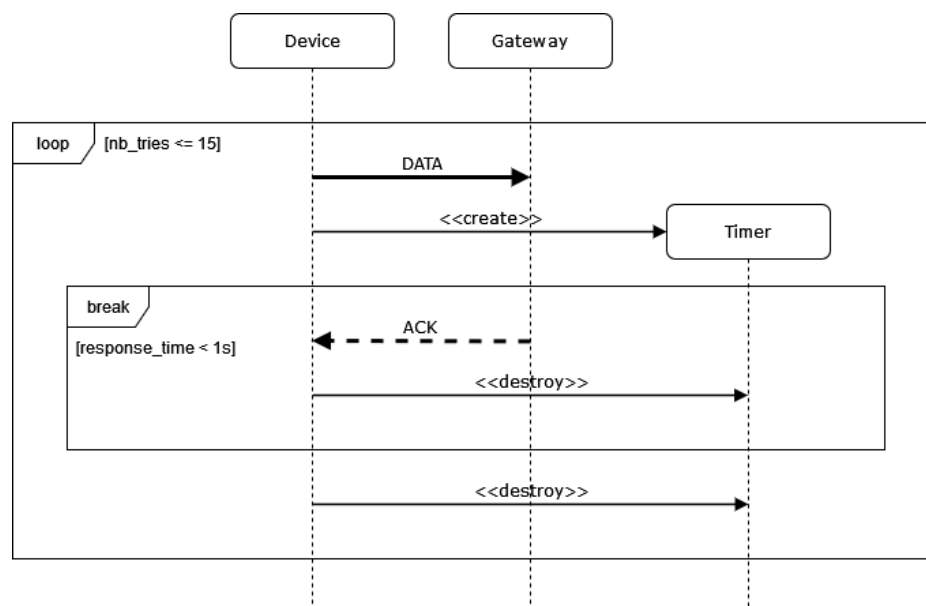 Device
Gateway
loop
[nb_tries <= 15]
DATA
<<create>>
Timer
break
ACK
[response_time < 1s]
<<destroy>>
<<destroy>>